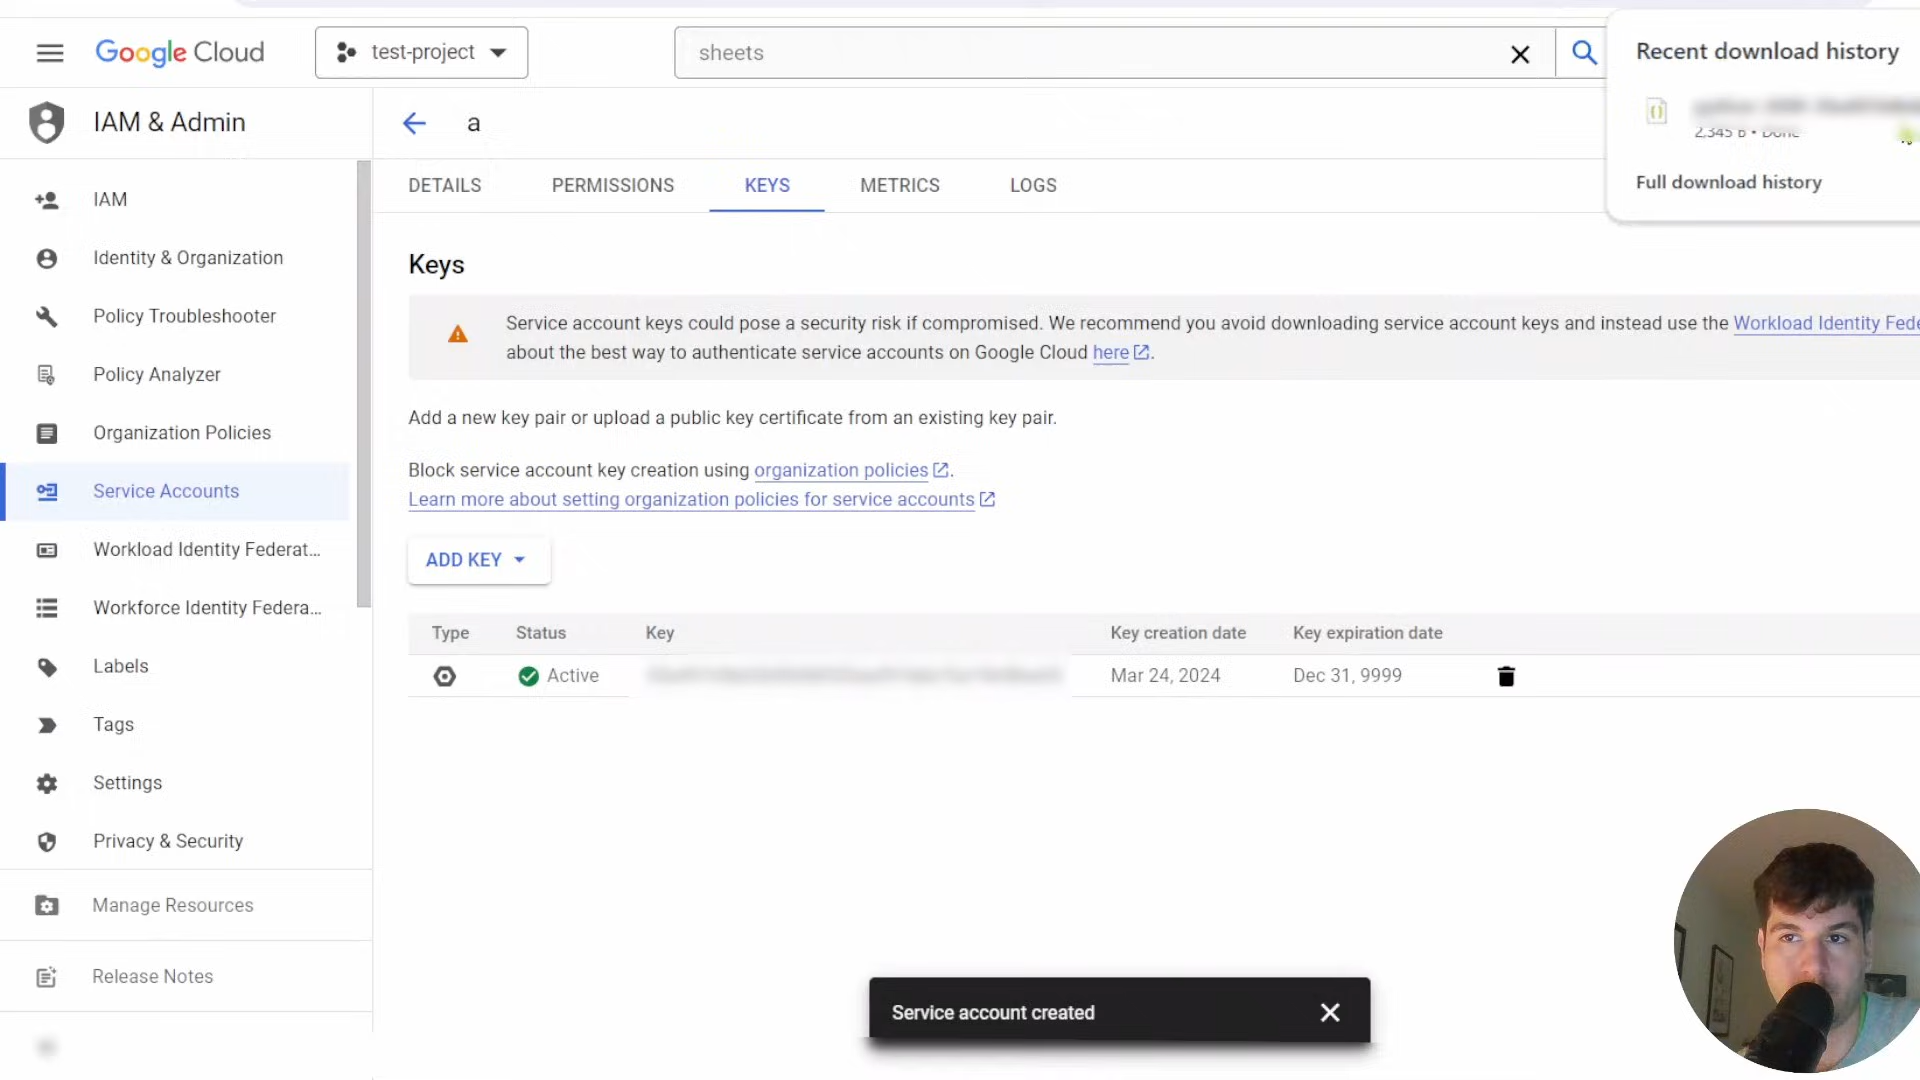 Google Cloud
test-project
sheets
Recent download history
2,345 B • Done
Full download history
IAM & Admin
a
DETAILS
PERMISSIONS
KEYS
METRICS
LOGS
IAM
Identity & Organization
Policy Troubleshooter
Policy Analyzer
Organization Policies
Service Accounts
Workload Identity Federat...
Workforce Identity Federa...
Labels
Tags
Settings
Privacy & Security
Manage Resources
Release Notes
Keys
Service account keys could pose a security risk if compromised. We recommend you avoid downloading service account keys and instead use the Workload Identity Fede
about the best way to authenticate service accounts on Google Cloud here.
Add a new key pair or upload a public key certificate from an existing key pair.
Block service account key creation using organization policies.
Learn more about setting organization policies for service accounts
ADD KEY
Type Status Key Key creation date Key expiration date
Active Mar 24, 2024 Dec 31, 9999
Service account created